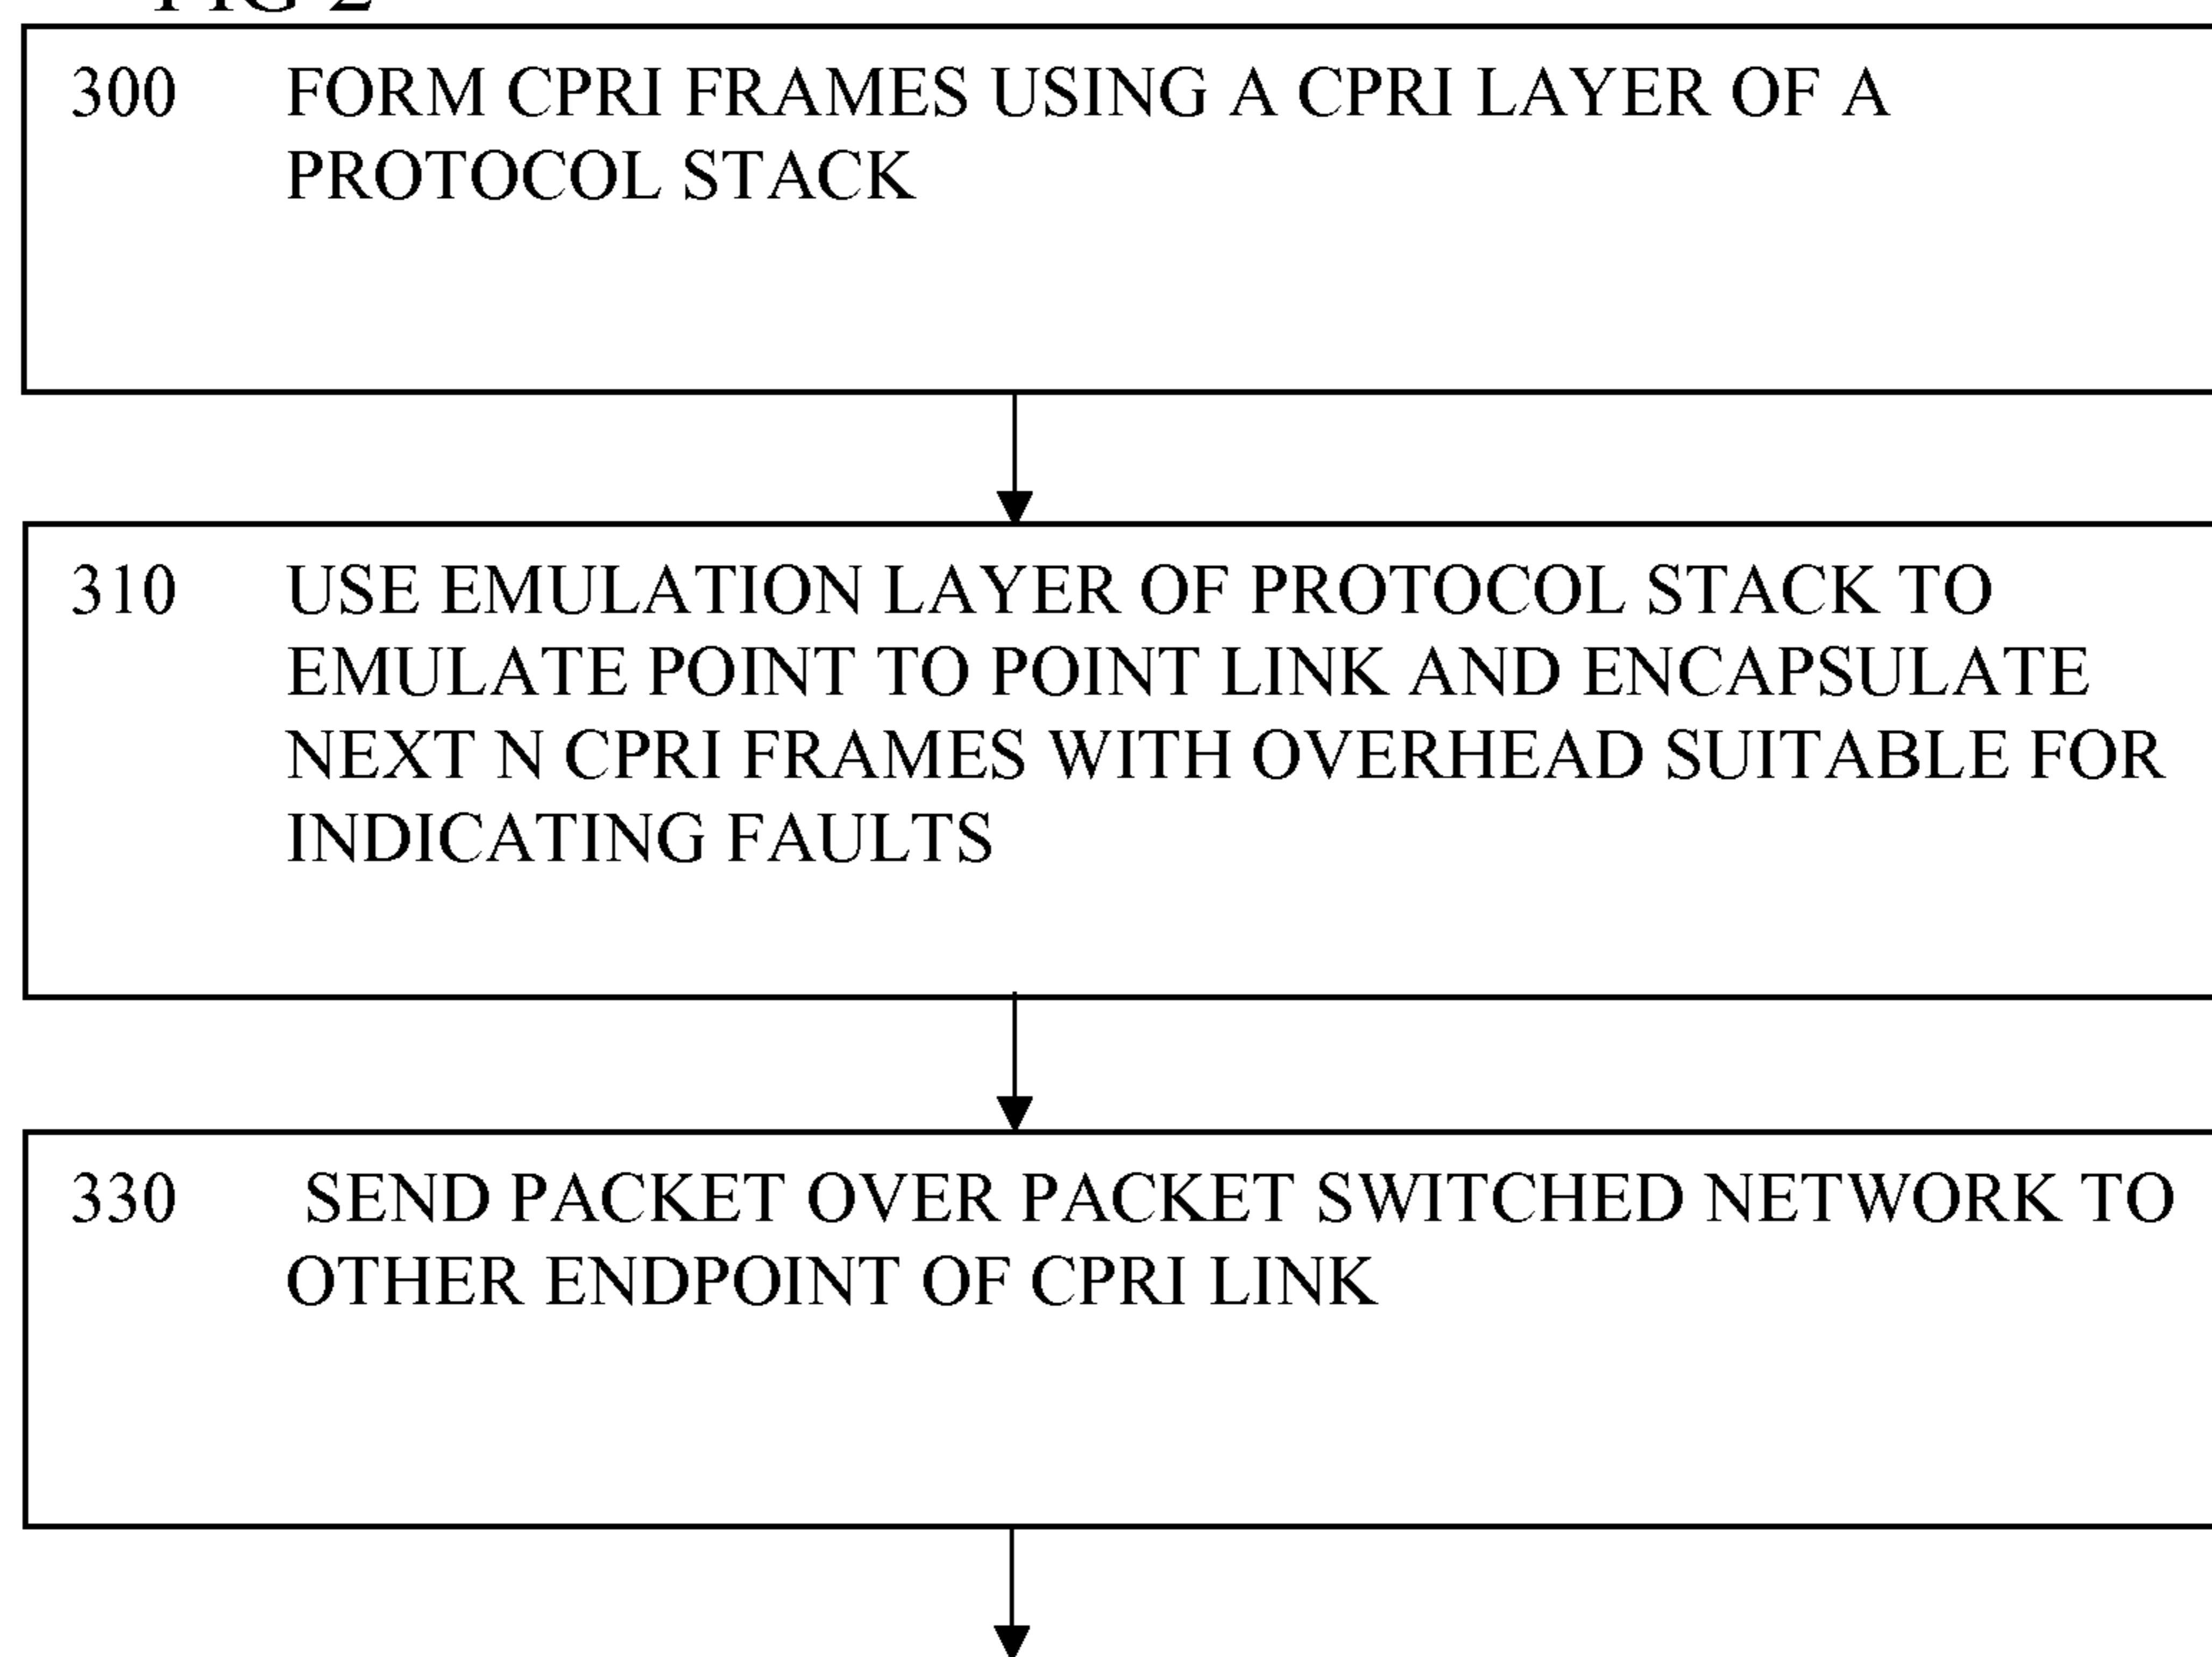 FIG 2
300 FORM CPRI FRAMES USING A CPRI LAYER OF A
PROTOCOL STACK
310 USE EMULATION LAYER OF PROTOCOL STACK TO
EMULATE POINT TO POINT LINK AND ENCAPSULATE
NEXT N CPRI FRAMES WITH OVERHEAD SUITABLE FOR
INDICATING FAULTS
330 SEND PACKET OVER PACKET SWITCHED NETWORK TO
OTHER ENDPOINT OF CPRI LINK